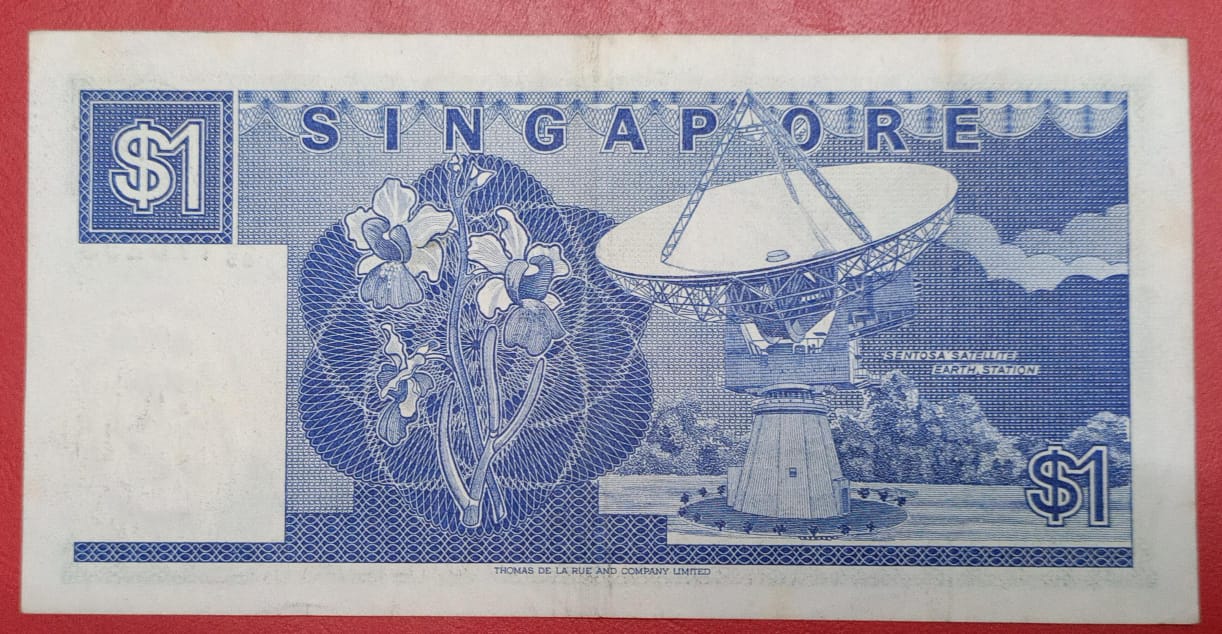 $1
SINGAPORE
SENTOSA SATELLITE
EARTH STATION
$1
THOMAS DE LA RUE AND COMPANY LIMITED